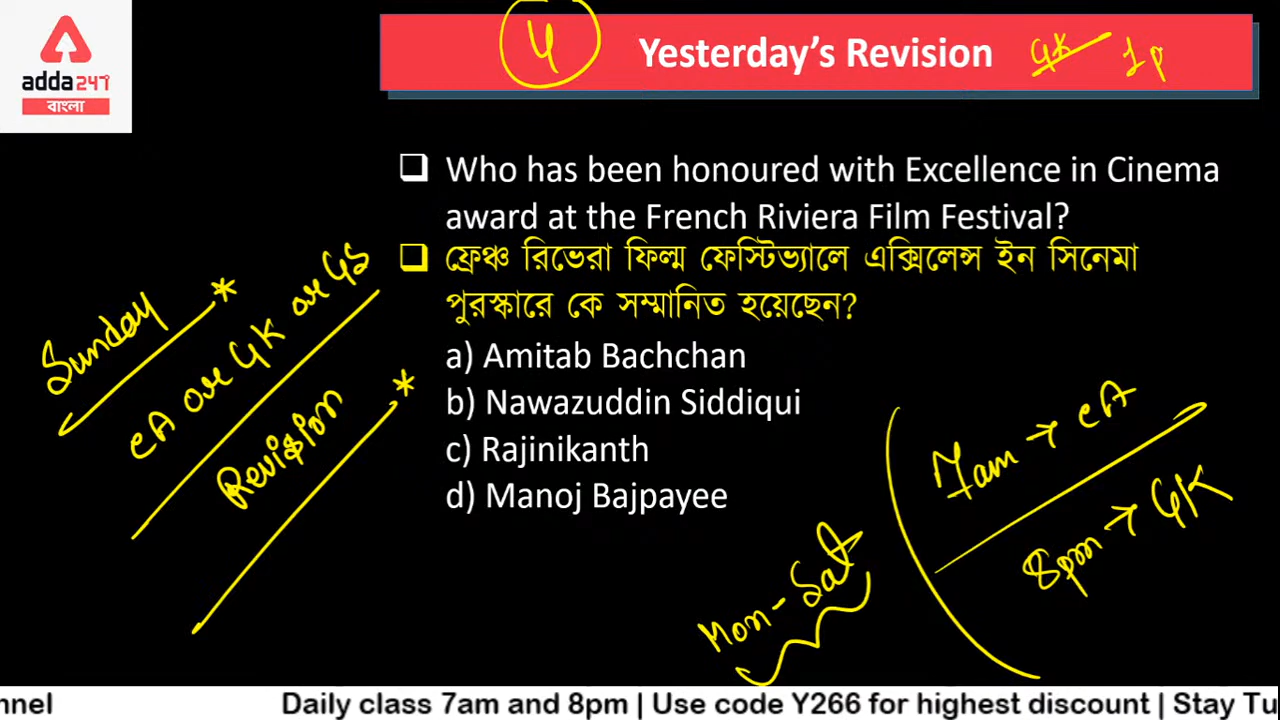 adda247
বাংলা
4
Yesterday's Revision
GK
1P
Who has been honoured with Excellence in Cinema
award at the French Riviera Film Festival?
ফ্রেঞ্চ রিভেরা ফিল্ম ফেস্টিভ্যালে এক্সিলেন্স ইন সিনেমা
পুরস্কারে কে সম্মানিত হয়েছেন?
a) Amitab Bachchan
b) Nawazuddin Siddiqui
c) Rajinikanth
d) Manoj Bajpayee
Sunday *
CA or GK or GS
Revision *
7am → CA
8pm → GK
Mon - Sat
nnel Daily class 7am and 8pm | Use code Y266 for highest discount | Stay Tu